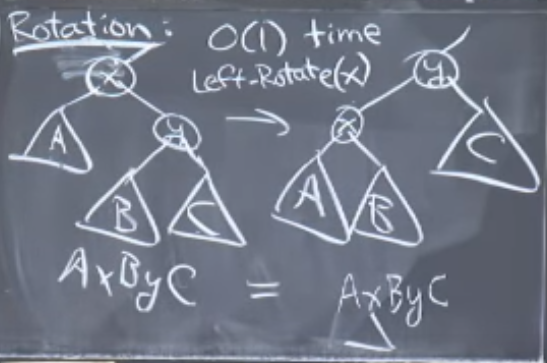 Rotation: O(1) time
Left-Rotate(x)
x y
A y x C
B C A B
AxByC = AxByC